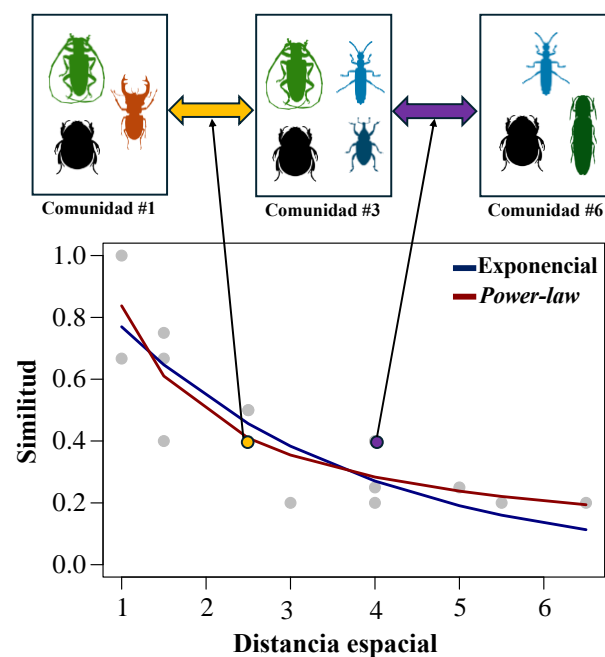 Comunidad #1
Comunidad #3
Comunidad #6
Exponencial
Power-law
Similitud
1.0
0.8
0.6
0.4
0.2
0.0
1 2 3 4 5 6
Distancia espacial